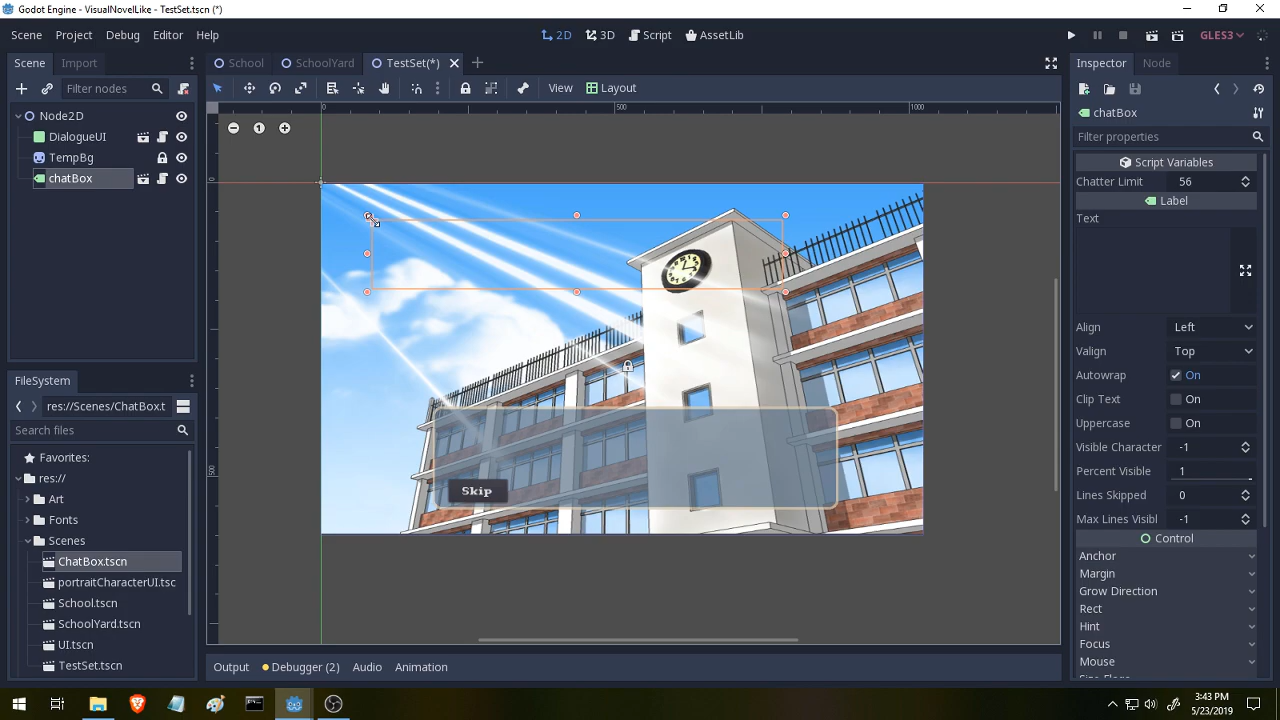 Godot Engine - VisualNovelLike - TestSet.tscn (*)
Scene Project Debug Editor Help
2D 3D Script AssetLib
GLES3
Scene Import
School SchoolYard TestSet(*)
Inspector Node
Filter nodes
View Layout
Node2D
DialogueUI
TempBg
chatBox
0 500 1000
1
0
500
Skip
chatBox
Filter properties
Script Variables
Chatter Limit 56
Label
Text
Align Left
Valign Top
Autowrap On
Clip Text On
Uppercase On
Visible Character -1
Percent Visible 1
Lines Skipped 0
Max Lines Visibl -1
Control
Anchor
Margin
Grow Direction
Rect
Hint
Focus
Mouse
FileSystem
res://Scenes/ChatBox.t
Search files
Favorites:
res://
Art
Fonts
Scenes
ChatBox.tscn
portraitCharacterUI.tsc
School.tscn
SchoolYard.tscn
UI.tscn
TestSet.tscn
Output Debugger (2) Audio Animation
3:43 PM
5/23/2019